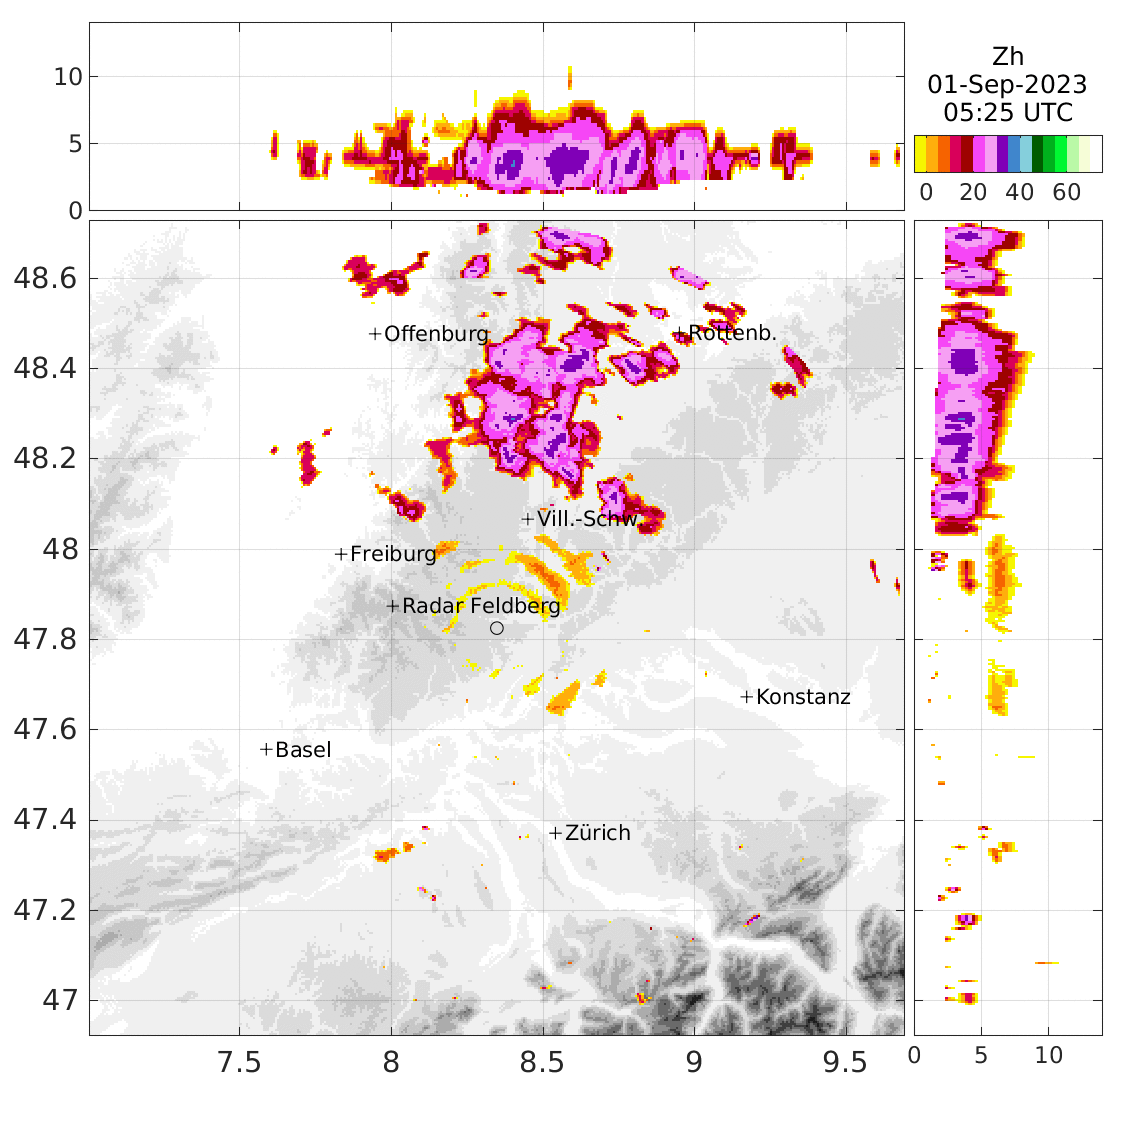 Zh
01-Sep-2023
05:25 UTC
0 20 40 60
10
5
0
48.6
48.4
48.2
48
47.8
47.6
47.4
47.2
47
+Offenburg
+Rottenb.
+Vill.-Schw.
+Freiburg
+Radar Feldberg
+Konstanz
+Basel
+Zürich
7.5 8 8.5 9 9.5
0 5 10